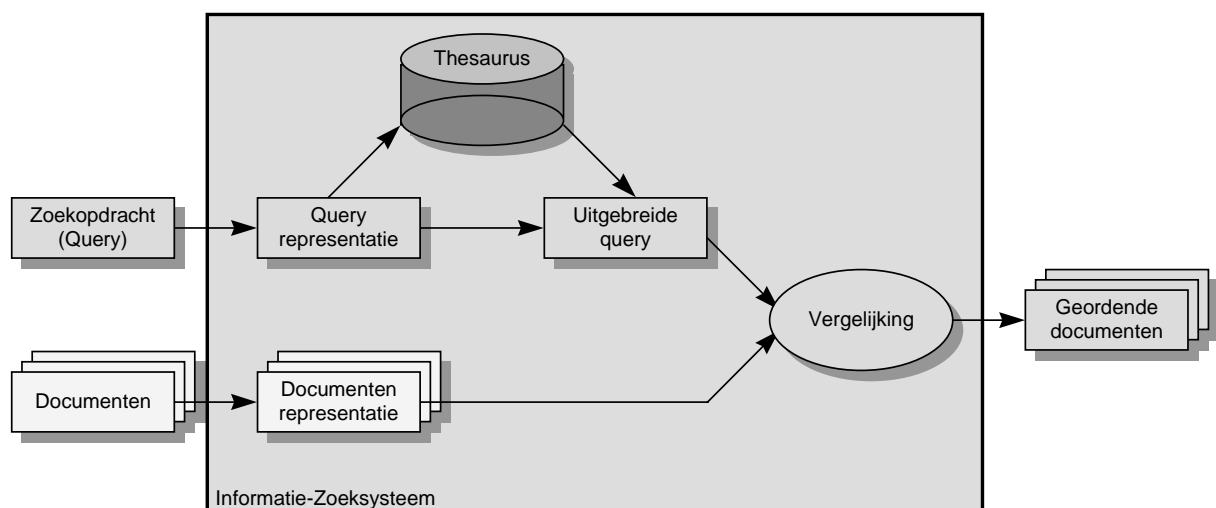 Thesaurus
Zoekopdracht
(Query)
Query
representatie
Uitgebreide
query
Vergelijking
Geordende
documenten
Documenten
Documenten
representatie
Informatie-Zoeksysteem